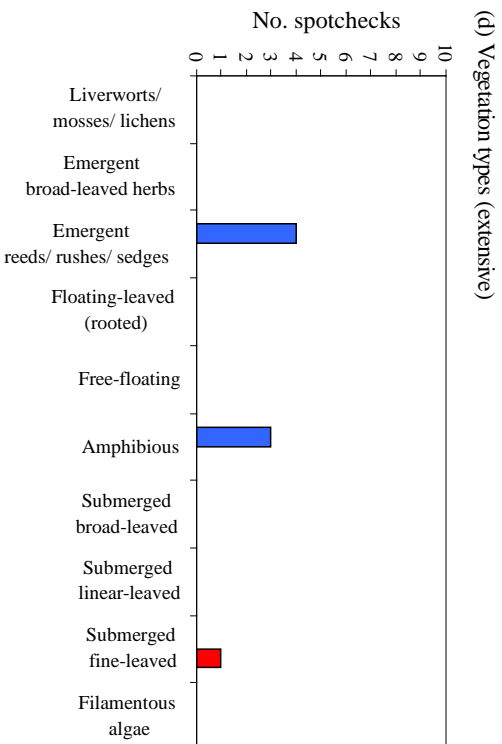 (d) Vegetation types (extensive)
No. spotchecks
0 1 2 3 4 5 6 7 8 9 10
Liverworts/
mosses/ lichens
Emergent
broad-leaved herbs
Emergent
reeds/ rushes/ sedges
Floating-leaved
(rooted)
Free-floating
Amphibious
Submerged
broad-leaved
Submerged
linear-leaved
Submerged
fine-leaved
Filamentous
algae